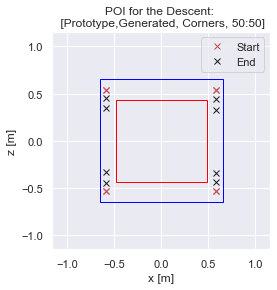 POI for the Descent:
[Prototype,Generated, Corners, 50:50]
Start
End
1.0
0.5
0.0
−0.5
−1.0
z [m]
−1.0 −0.5 0.0 0.5 1.0
x [m]